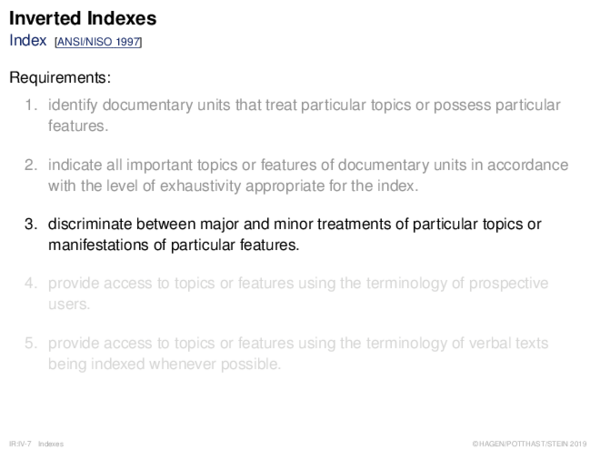 Inverted Indexes
Index [ANSI/NISO 1997]
Requirements:
1. identify documentary units that treat particular topics or possess particular
features.
2. indicate all important topics or features of documentary units in accordance
with the level of exhaustivity appropriate for the index.
3. discriminate between major and minor treatments of particular topics or
manifestations of particular features.
4. provide access to topics or features using the terminology of prospective
users.
5. provide access to topics or features using the terminology of verbal texts
being indexed whenever possible.
IR:IV-7 Indexes ©HAGEN/POTTHAST/STEIN 2019